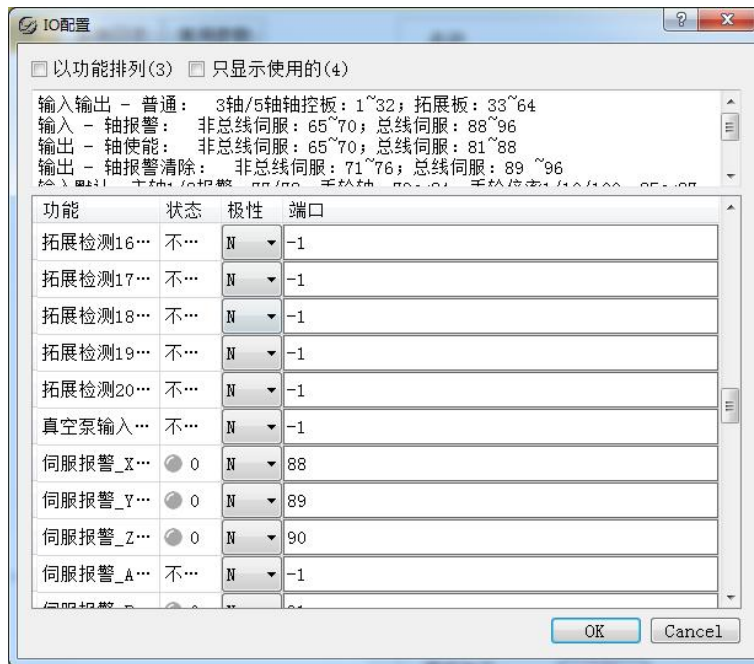 IO配置
以功能排列(3) 只显示使用的(4)
输入输出 - 普通： 3轴/5轴轴控板：1~32；拓展板：33~64
输入 - 轴报警： 非总线伺服：65~70；总线伺服：88~96
输出 - 轴使能： 非总线伺服：65~70；总线伺服：81~88
输出 - 轴报警清除： 非总线伺服：71~76；总线伺服：89 ~96
功能 状态 极性 端口
拓展检测16… 不… N -1
拓展检测17… 不… N -1
拓展检测18… 不… N -1
拓展检测19… 不… N -1
拓展检测20… 不… N -1
真空泵输入… 不… N -1
伺服报警_X… 0 N 88
伺服报警_Y… 0 N 89
伺服报警_Z… 0 N 90
伺服报警_A… 不… N -1
OK Cancel